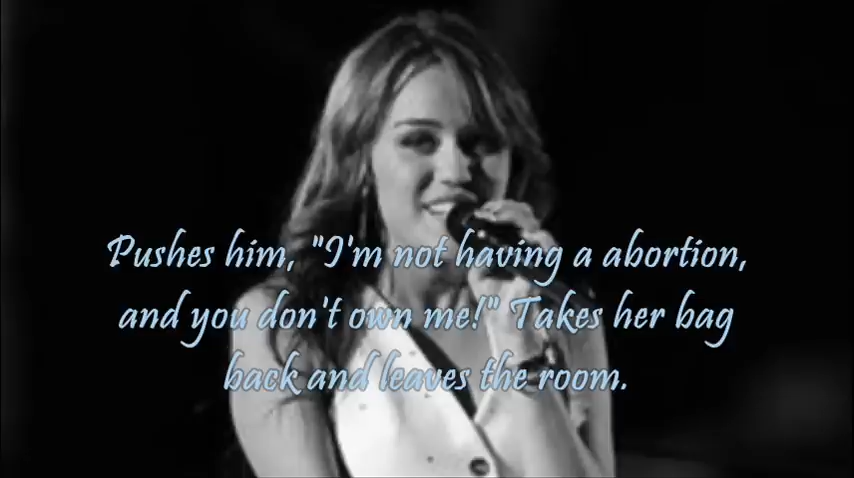 Pushes him, "I'm not having a abortion,
and you don't own me!" Takes her bag
back and leaves the room.